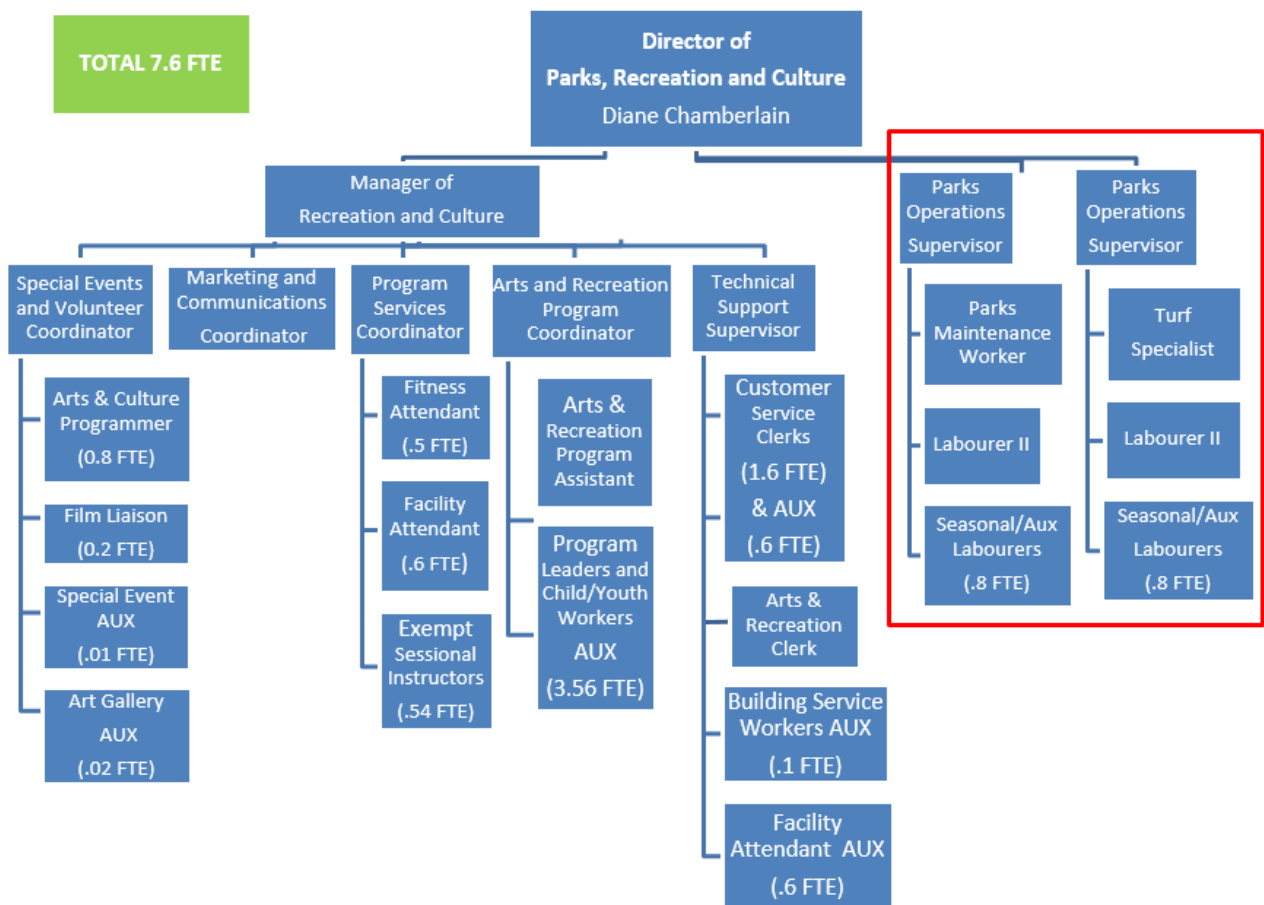 TOTAL 7.6 FTE
Director of
Parks, Recreation and Culture
Diane Chamberlain
Manager of
Recreation and Culture
Parks
Operations
Supervisor
Parks
Operations
Supervisor
Special Events
and Volunteer
Coordinator
Marketing and
Communications
Coordinator
Program
Services
Coordinator
Arts and Recreation
Program
Coordinator
Technical
Support
Supervisor
Arts & Culture
Programmer
(0.8 FTE)
Film Liaison
(0.2 FTE)
Special Event
AUX
(.01 FTE)
Art Gallery
AUX
(.02 FTE)
Fitness
Attendant
(.5 FTE)
Facility
Attendant
(.6 FTE)
Exempt
Sessional
Instructors
(.54 FTE)
Arts &
Recreation
Program
Assistant
Program
Leaders and
Child/Youth
Workers
AUX
(3.56 FTE)
Customer
Service
Clerks
(1.6 FTE)
& AUX
(.6 FTE)
Arts &
Recreation
Clerk
Building Service
Workers AUX
(.1 FTE)
Facility
Attendant AUX
(.6 FTE)
Parks
Maintenance
Worker
Labourer II
Seasonal/Aux
Labourers
(.8 FTE)
Turf
Specialist
Labourer II
Seasonal/Aux
Labourers
(.8 FTE)